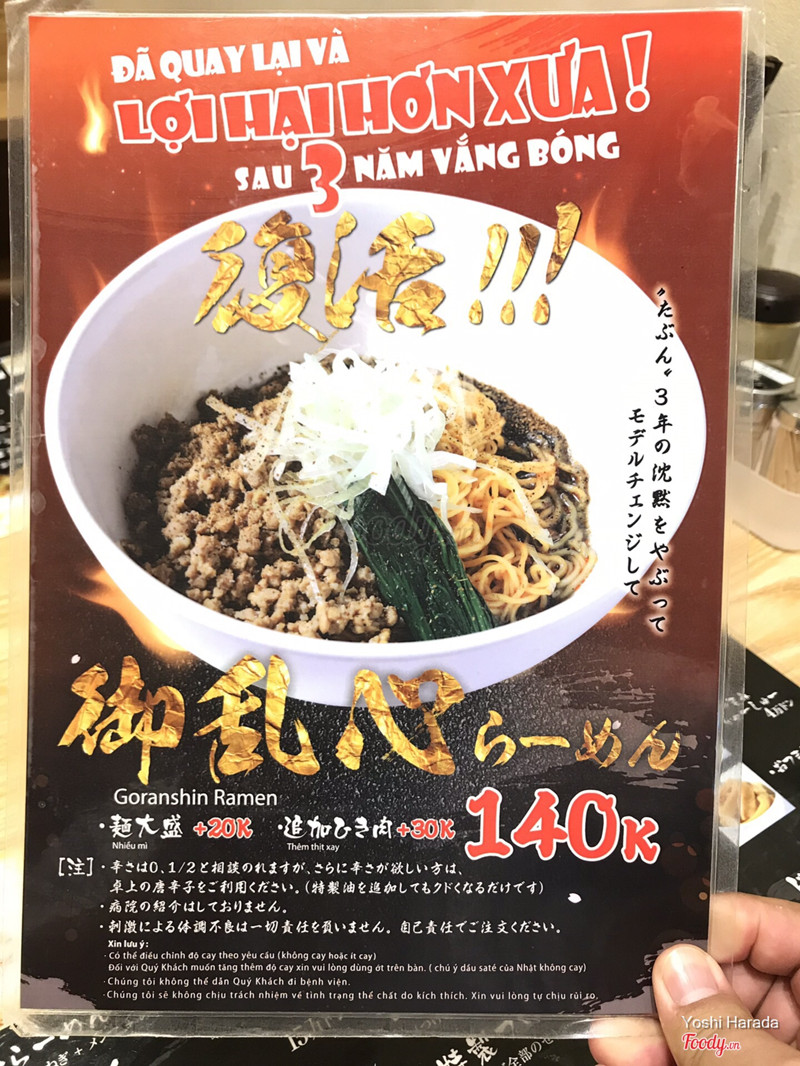 ĐÃ QUAY LẠI VÀ
LỢI HẠI HƠN XƯA!
SAU 3 NĂM VẮNG BÓNG
復活!!!
〝たぶん〟3年の沈黙をやぶって
モデルチェンジして
御乱心らーめん
Goranshin Ramen
・麺大盛 +20K ・追加ひき肉 +30K 140K
Nhiều mì Thêm thịt xay
[注]・辛さは0、1/2と相談のれますが、さらに辛さが欲しい方は、
卓上の唐辛子をご利用ください。(特製油を追加してもクドくなるだけです)
・病院の紹介はしておりません。
・刺激による体調不良は一切責任を負いません。自己責任でご注文ください。
Xin lưu ý :
· Có thể điều chỉnh độ cay theo yêu cầu (không cay hoặc ít cay)
Đối với Quý Khách muốn tăng thêm độ cay xin vui lòng dùng ớt trên bàn. ( chú ý dầu saté của Nhật không cay)
· Chúng tôi không thể dẫn Quý Khách đi bệnh viện.
· Chúng tôi sẽ không chịu trách nhiệm về tình trạng thể chất do kích thích. Xin vui lòng tự chịu rủi ro.
Yoshi Harada
Foody.vn